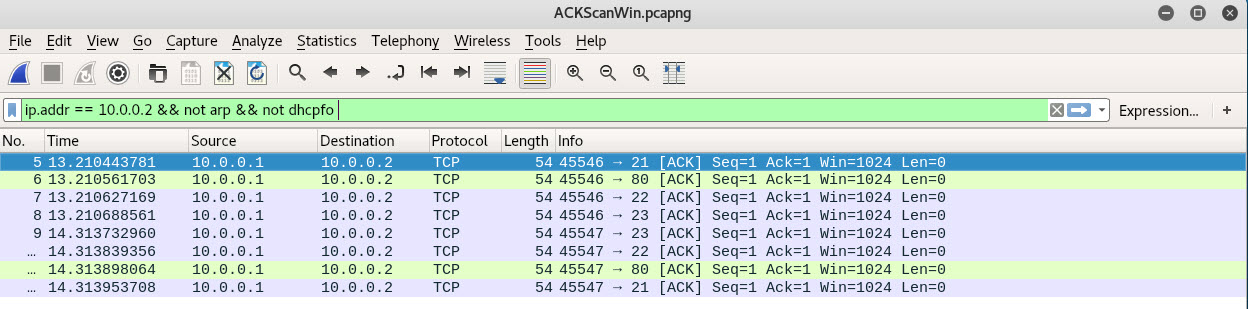 ACKScanWin.pcapng
File Edit View Go Capture Analyze Statistics Telephony Wireless Tools Help
ip.addr == 10.0.0.2 && not arp && not dhcpfo Expression... +
No. Time Source Destination Protocol Length Info
5 13.210443781 10.0.0.1 10.0.0.2 TCP 54 45546 → 21 [ACK] Seq=1 Ack=1 Win=1024 Len=0
6 13.210561703 10.0.0.1 10.0.0.2 TCP 54 45546 → 80 [ACK] Seq=1 Ack=1 Win=1024 Len=0
7 13.210627169 10.0.0.1 10.0.0.2 TCP 54 45546 → 22 [ACK] Seq=1 Ack=1 Win=1024 Len=0
8 13.210688561 10.0.0.1 10.0.0.2 TCP 54 45546 → 23 [ACK] Seq=1 Ack=1 Win=1024 Len=0
9 14.313732960 10.0.0.1 10.0.0.2 TCP 54 45547 → 23 [ACK] Seq=1 Ack=1 Win=1024 Len=0
… 14.313839356 10.0.0.1 10.0.0.2 TCP 54 45547 → 22 [ACK] Seq=1 Ack=1 Win=1024 Len=0
… 14.313898064 10.0.0.1 10.0.0.2 TCP 54 45547 → 80 [ACK] Seq=1 Ack=1 Win=1024 Len=0
… 14.313953708 10.0.0.1 10.0.0.2 TCP 54 45547 → 21 [ACK] Seq=1 Ack=1 Win=1024 Len=0